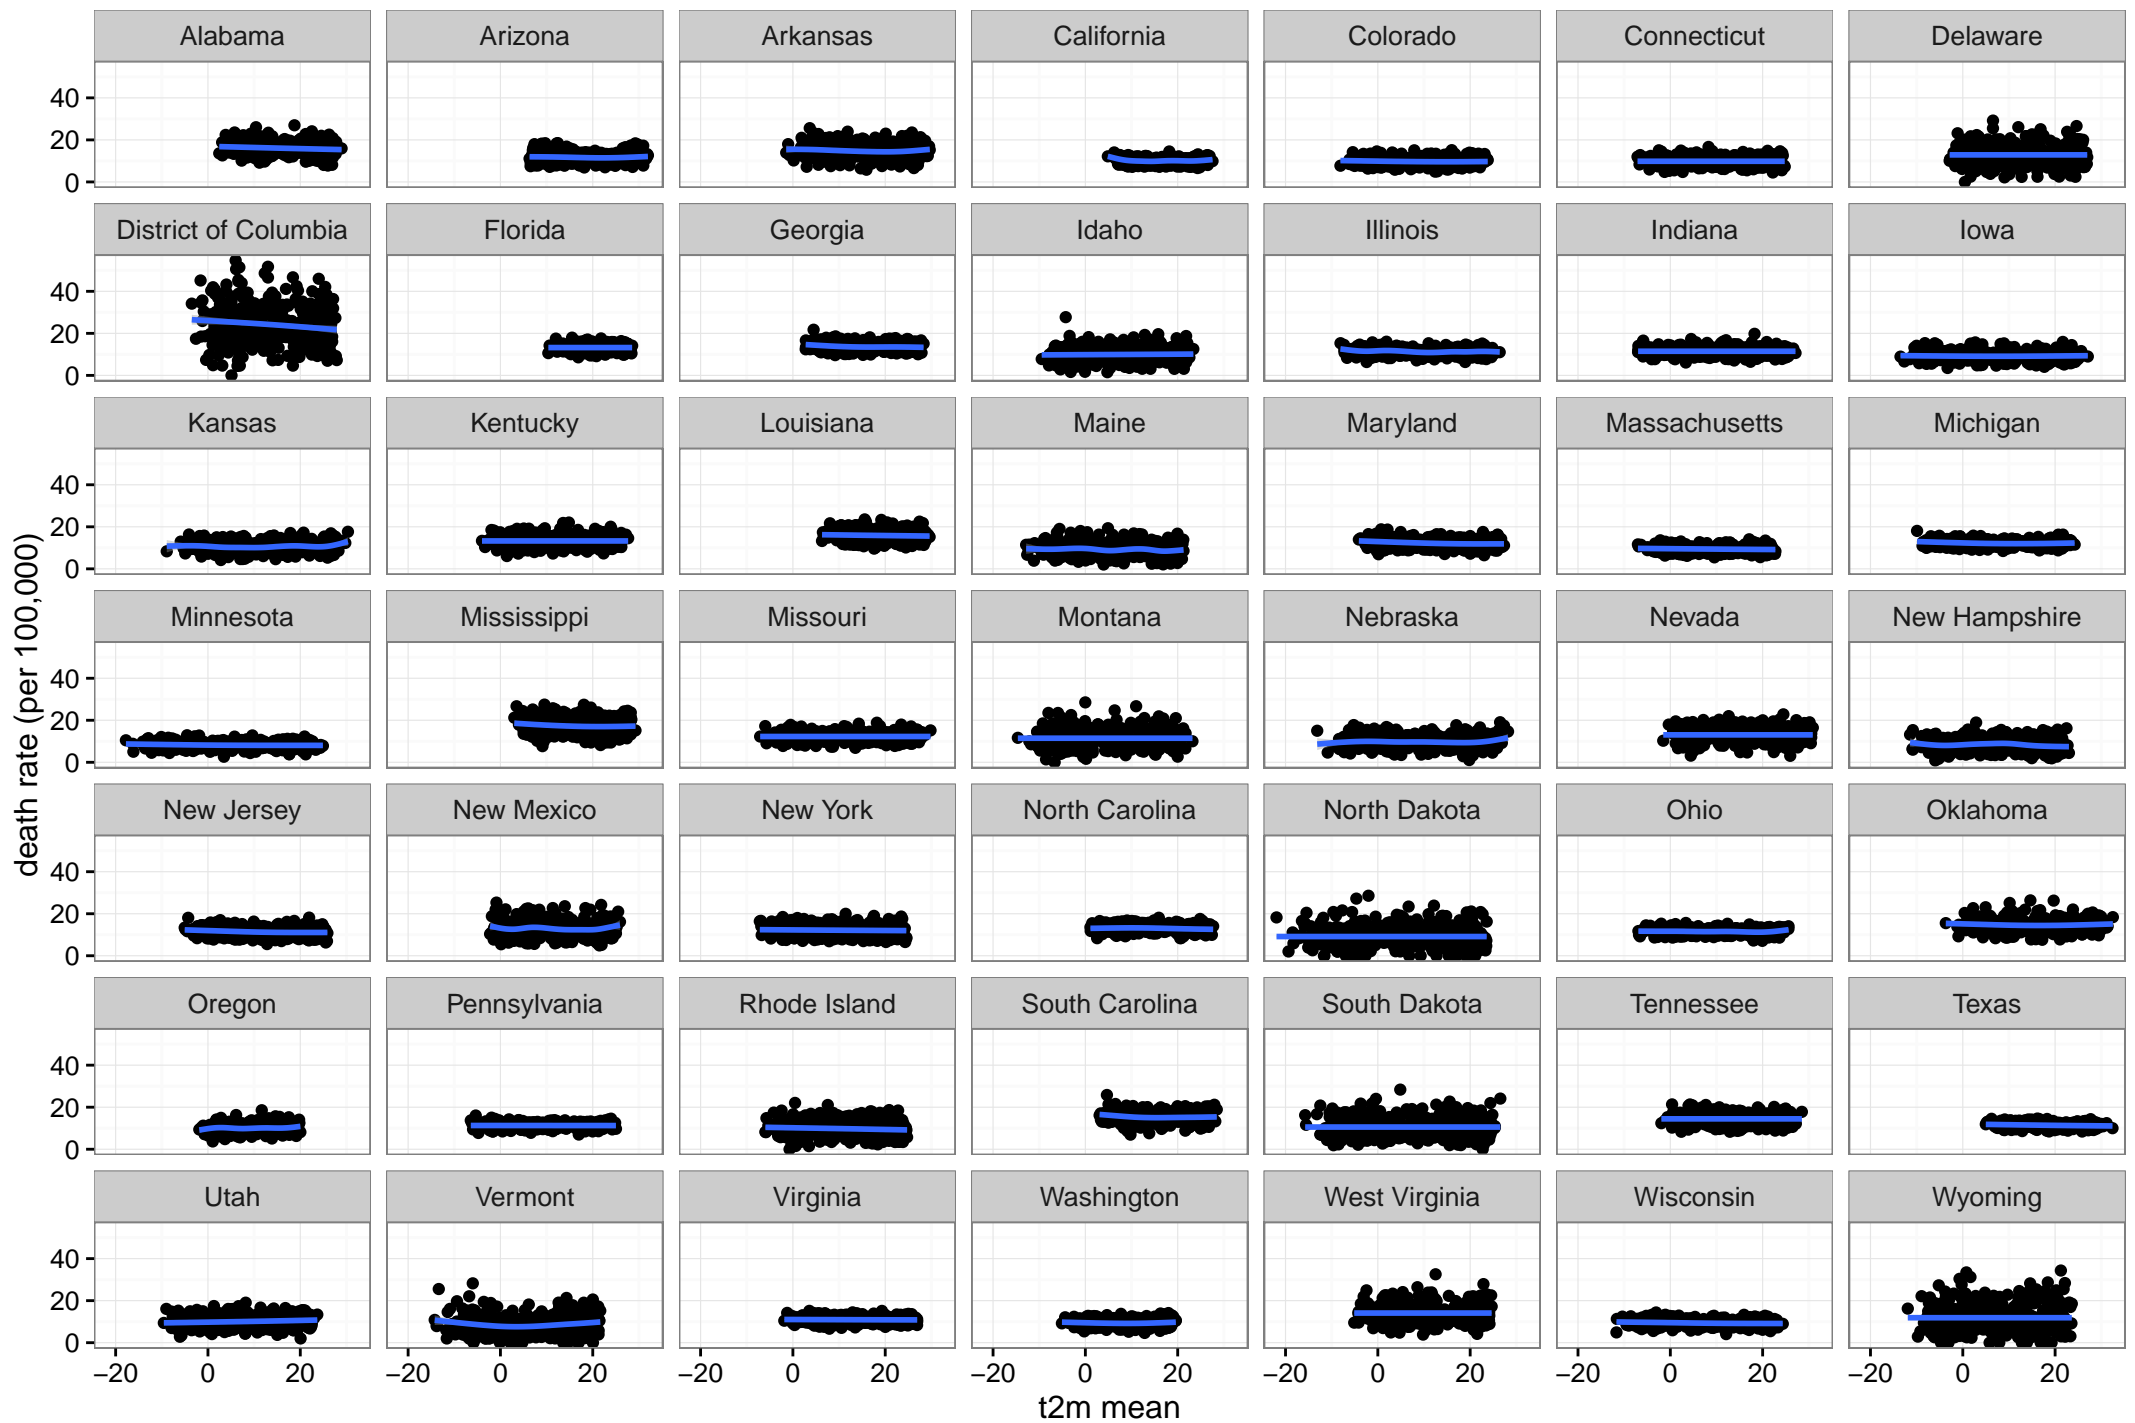 Alabama Arizona Arkansas California Colorado Connecticut Delaware
40
20
0
District of Columbia Florida Georgia Idaho Illinois Indiana Iowa
40
20
0
Kansas Kentucky Louisiana Maine Maryland Massachusetts Michigan
40
20
0
death rate (per 100,000)
Minnesota Mississippi Missouri Montana Nebraska Nevada New Hampshire
40
20
0
New Jersey New Mexico New York North Carolina North Dakota Ohio Oklahoma
40
20
0
Oregon Pennsylvania Rhode Island South Carolina South Dakota Tennessee Texas
40
20
0
Utah Vermont Virginia Washington West Virginia Wisconsin Wyoming
40
20
0
−20 0 20 −20 0 20 −20 0 20 −20 0 20 −20 0 20 −20 0 20 −20 0 20
t2m mean